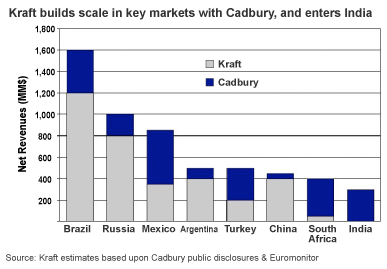 Kraft builds scale in key markets with Cadbury, and enters India
Net Revenues (MM$)
1,800
1,600
1,400
1,200
1,000
800
600
400
200
Kraft
Cadbury
Brazil Russia Mexico Argentina Turkey China South Africa India
Source: Kraft estimates based upon Cadbury public disclosures & Euromonitor